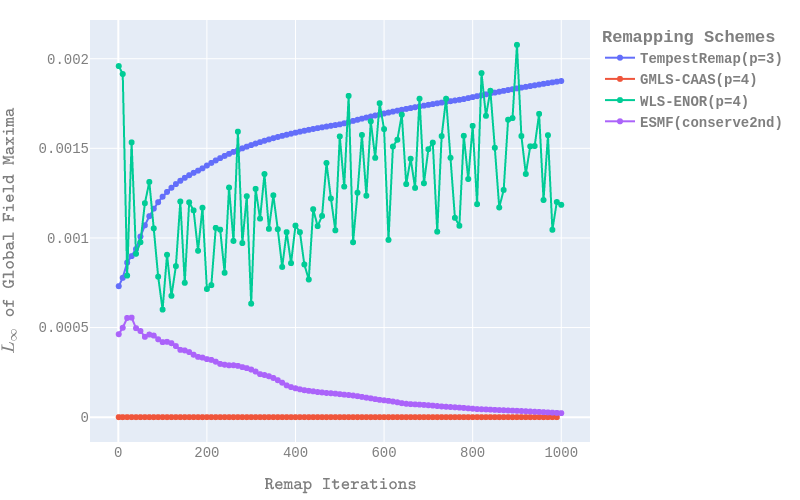 Remapping Schemes
TempestRemap(p=3)
GMLS-CAAS(p=4)
WLS-ENOR(p=4)
ESMF(conserve2nd)
L∞ of Global Field Maxima
0.002
0.0015
0.001
0.0005
0
0 200 400 600 800 1000
Remap Iterations